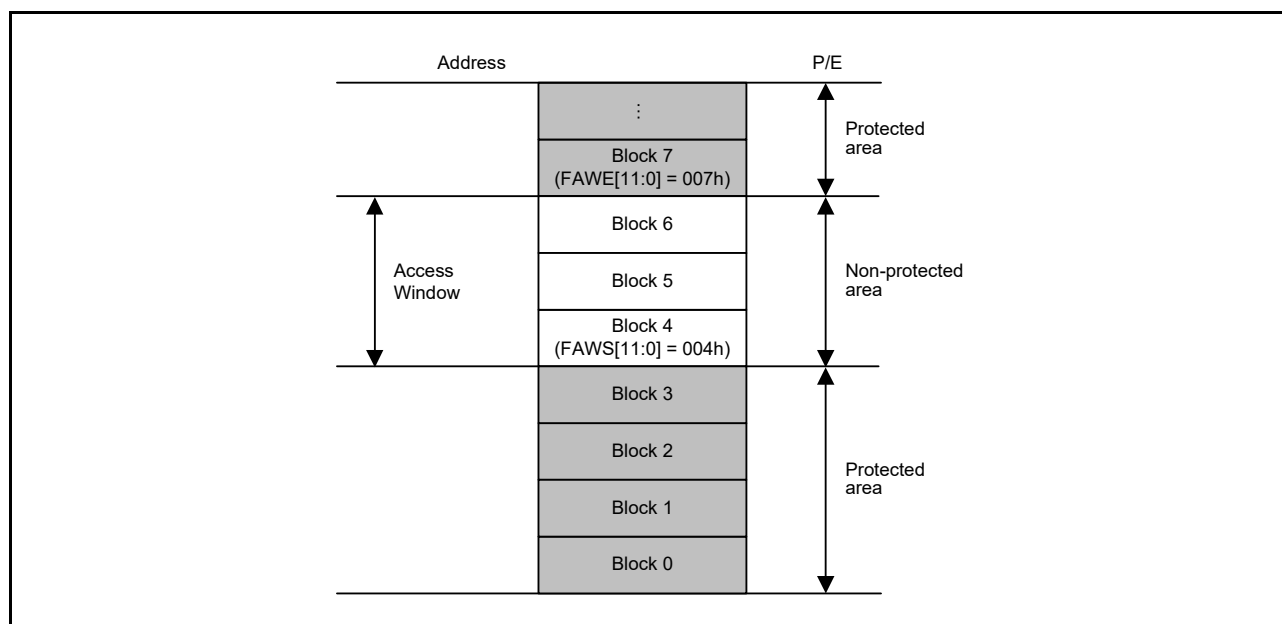 Address
P/E
⋮
Protected
area
Block 7
(FAWE[11:0] = 007h)
Block 6
Access
Window
Block 5
Non-protected
area
Block 4
(FAWS[11:0] = 004h)
Block 3
Block 2
Protected
area
Block 1
Block 0